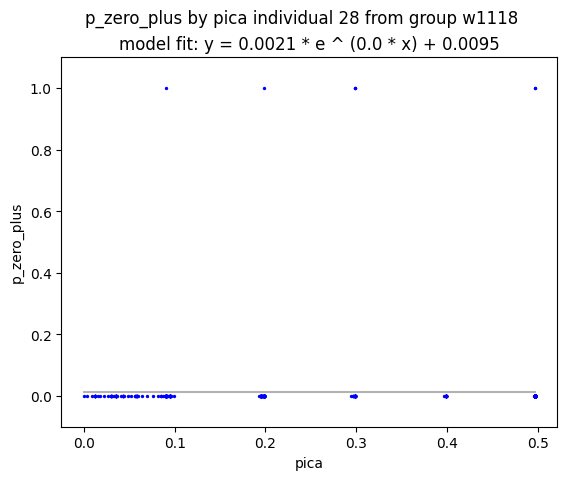 p_zero_plus by pica individual 28 from group w1118
model fit: y = 0.0021 * e ^ (0.0 * x) + 0.0095
1.0
0.8
0.6
0.4
0.2
0.0
p_zero_plus
0.0 0.1 0.2 0.3 0.4 0.5
pica